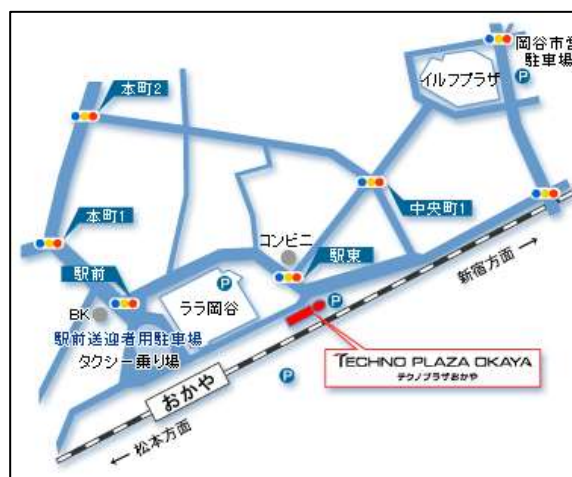 岡谷市営
駐車場
イルフプラザ
P
本町2
中央町1
本町1
コンビニ
駅東
新宿方面
駅前
P
ララ岡谷
P
BK
駅前送迎者用駐車場
タクシー乗り場
TECHNO PLAZA OKAYA
テクノプラザおかや
おかや
P
松本方面